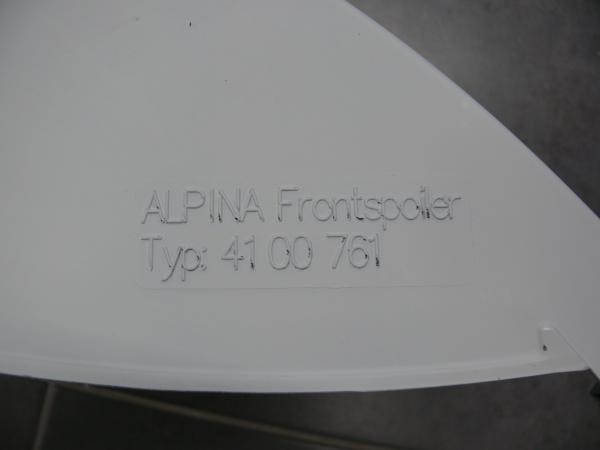 ALPINA Frontspoiler
Typ: 41 00 761